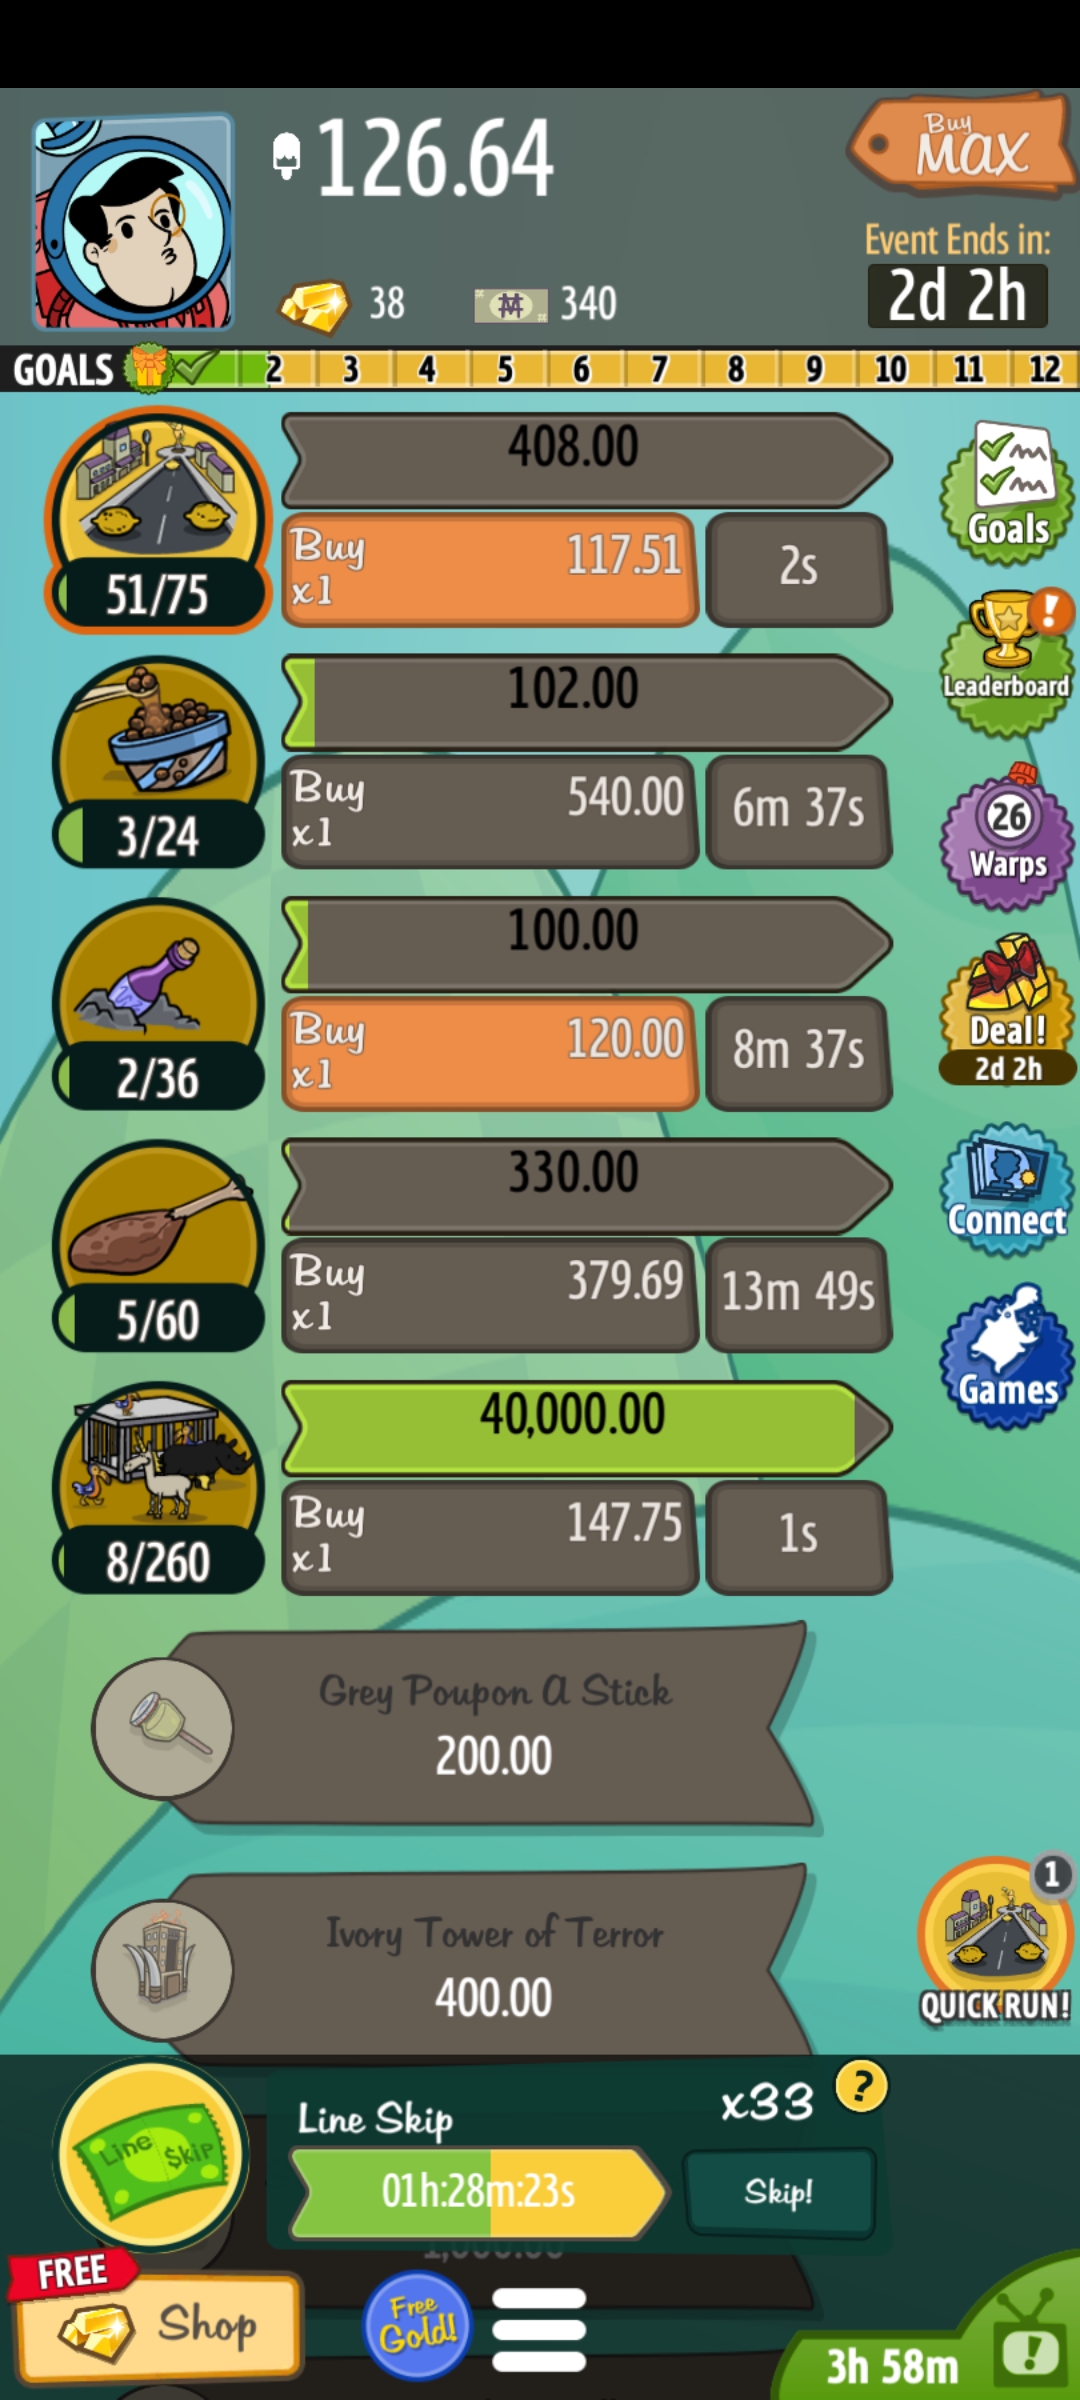 126.64
Buy
MAX
Event Ends in:
2d 2h
38
340
GOALS 2 3 4 5 6 7 8 9 10 11 12
408.00
Buy
x1
117.51
2s
51/75
Goals
102.00
Buy
x1
540.00
6m 37s
3/24
!
Leaderboard
100.00
Buy
x1
120.00
8m 37s
2/36
26
Warps
330.00
Buy
x1
379.69
13m 49s
5/60
Deal!
2d 2h
Connect
40,000.00
Buy
x1
147.75
1s
8/260
Games
Grey Poupon A Stick
200.00
Ivory Tower of Terror
400.00
1
QUICK RUN!
Line $kip
Line Skip
x33
?
01h:28m:23s
Skip!
FREE
Shop
Free
Gold!
3h 58m
!